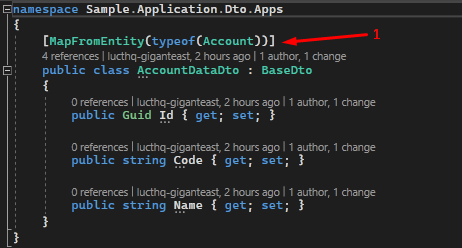 namespace Sample.Application.Dto.Apps
{
[MapFromEntity(typeof(Account))] 1
4 references | lucthq-giganteast, 2 hours ago | 1 author, 1 change
public class AccountDataDto : BaseDto
{
0 references | lucthq-giganteast, 2 hours ago | 1 author, 1 change
public Guid Id { get; set; }
0 references | lucthq-giganteast, 2 hours ago | 1 author, 1 change
public string Code { get; set; }
0 references | lucthq-giganteast, 2 hours ago | 1 author, 1 change
public string Name { get; set; }
}
}